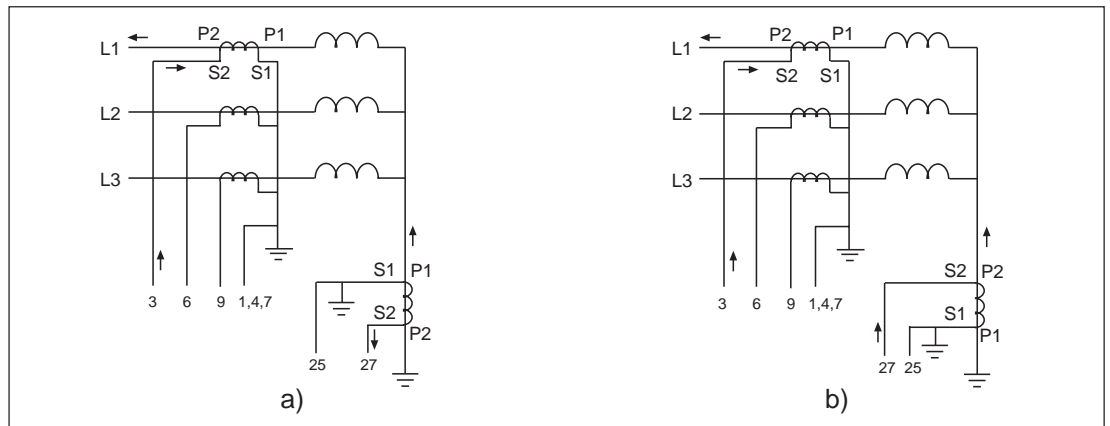 P2 P1
L1
S2 S1
L2
L3
S1 P1
3 6 9 1,4,7
S2 P2
25 27
a)
P2 P1
L1
S2 S1
L2
L3
S2 P2
3 6 9 1,4,7
S1 P1
27 25
b)